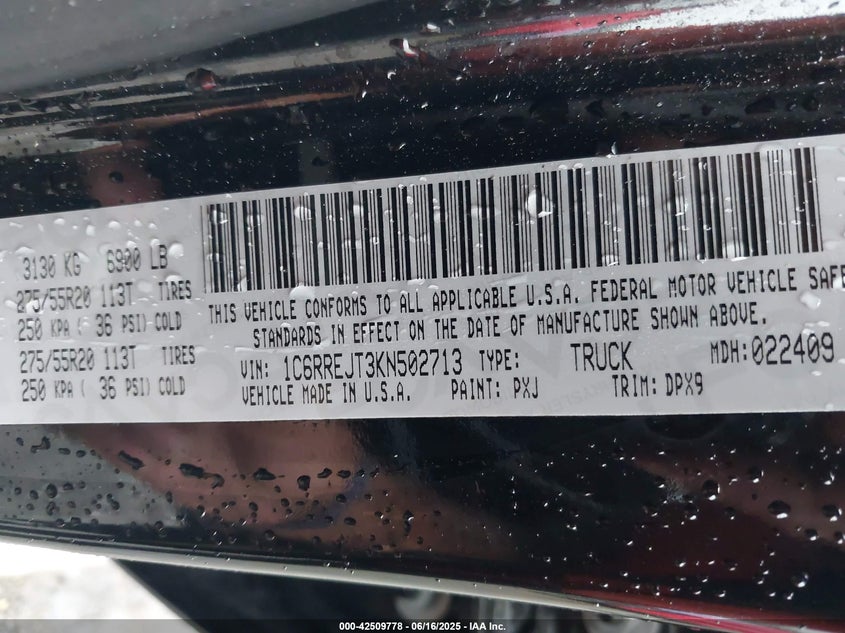 3130 KG 6900 LB
275/55R20 113T TIRES
250 KPA ( 36 PSI) COLD
275/55R20 113T TIRES
250 KPA ( 36 PSI) COLD
THIS VEHICLE CONFORMS TO ALL APPLICABLE U.S.A. FEDERAL MOTOR VEHICLE SAFE
STANDARDS IN EFFECT ON THE DATE OF MANUFACTURE SHOWN ABOVE.
VIN: 1C6RREJT3KN502713 TYPE: TRUCK MDH:022409
VEHICLE MADE IN U.S.A. PAINT: PXJ TRIM:DPX9
000-42509778 - 06/16/2025 - IAA Inc.